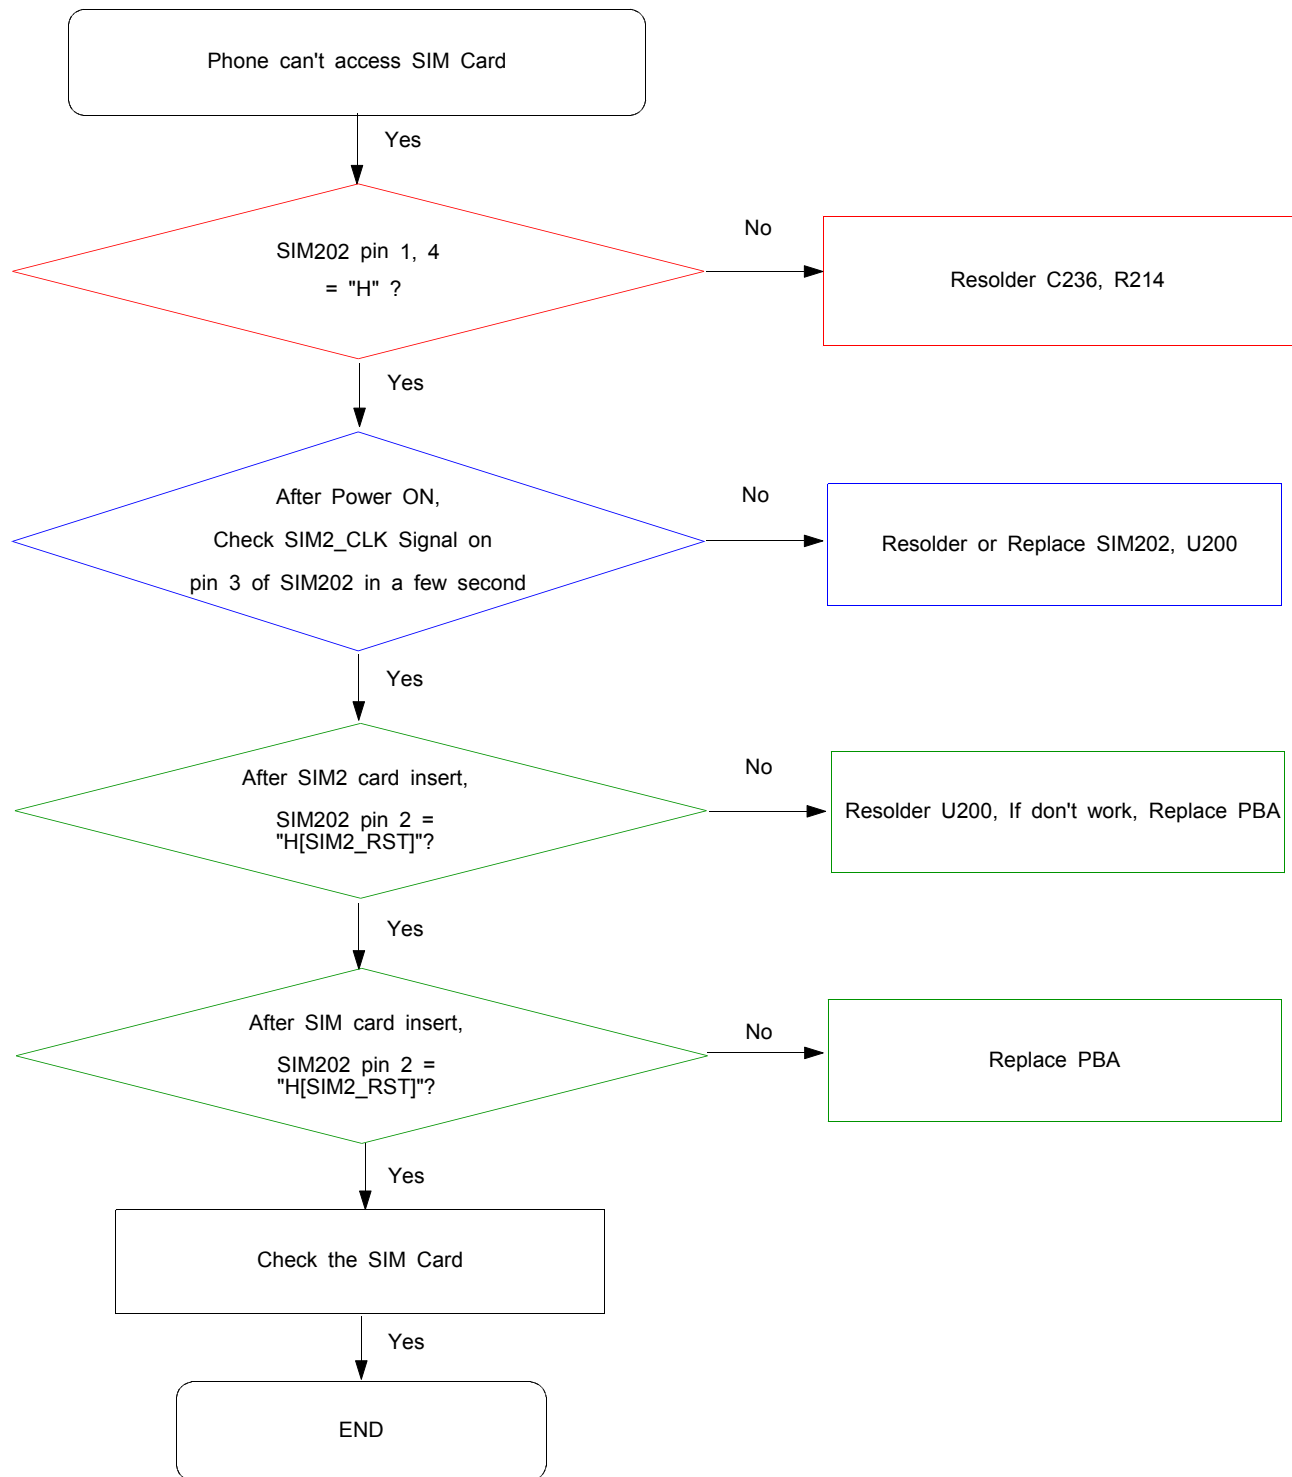 Phone can't access SIM Card
Yes
SIM202 pin 1, 4
= "H" ?
No
Resolder C236, R214
Yes
After Power ON,
Check SIM2_CLK Signal on
pin 3 of SIM202 in a few second
No
Resolder or Replace SIM202, U200
Yes
After SIM2 card insert,
SIM202 pin 2 =
"H[SIM2_RST]"?
No
Resolder U200, If don't work, Replace PBA
Yes
After SIM card insert,
SIM202 pin 2 =
"H[SIM2_RST]"?
No
Replace PBA
Yes
Check the SIM Card
Yes
END